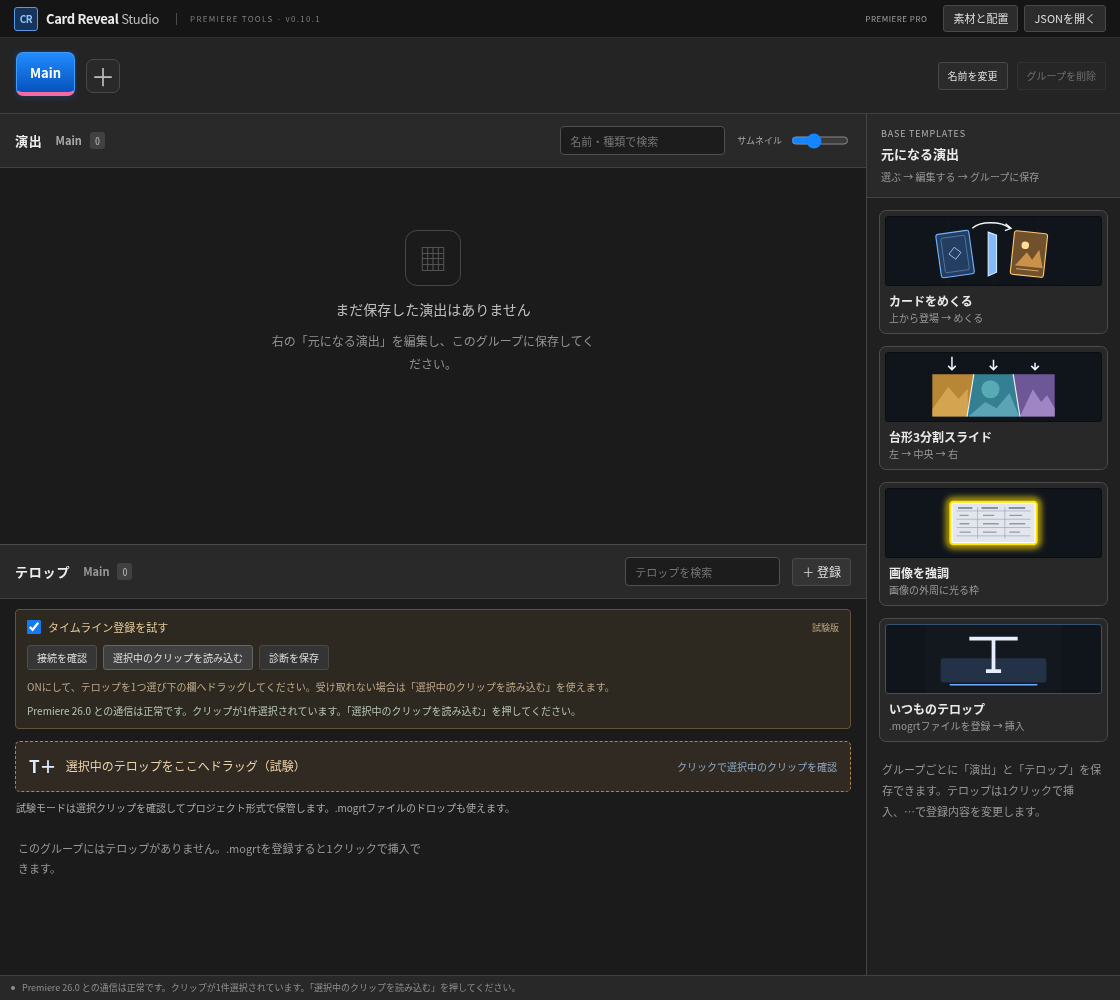 CR Card Reveal Studio PREMIERE TOOLS · v0.10.1 PREMIERE PRO 素材と配置 JSONを開く
Main ＋ 名前を変更 グループを削除
演出 Main 0 名前・種類で検索 サムネイル
まだ保存した演出はありません
右の「元になる演出」を編集し、このグループに保存してく
ださい。
テロップ Main 0 テロップを検索 ＋登録
タイムライン登録を試す 試験版
接続を確認 選択中のクリップを読み込む 診断を保存
ONにして、テロップを1つ選び下の欄へドラッグしてください。受け取れない場合は「選択中のクリップを読み込む」を使えます。
Premiere 26.0 との通信は正常です。クリップが1件選択されています。「選択中のクリップを読み込む」を押してください。
T＋ 選択中のテロップをここへドラッグ（試験） クリックで選択中のクリップを確認
試験モードは選択クリップを確認してプロジェクト形式で保管します。.mogrtファイルのドロップも使えます。
このグループにはテロップがありません。.mogrtを登録すると1クリックで挿入で
きます。
BASE TEMPLATES
元になる演出
選ぶ → 編集する → グループに保存
カードをめくる
上から登場 → めくる
台形3分割スライド
左 → 中央 → 右
画像を強調
画像の外周に光る枠
いつものテロップ
.mogrtファイルを登録 → 挿入
グループごとに「演出」と「テロップ」を保
存できます。テロップは1クリックで挿
入、…で登録内容を変更します。
Premiere 26.0 との通信は正常です。クリップが1件選択されています。「選択中のクリップを読み込む」を押してください。